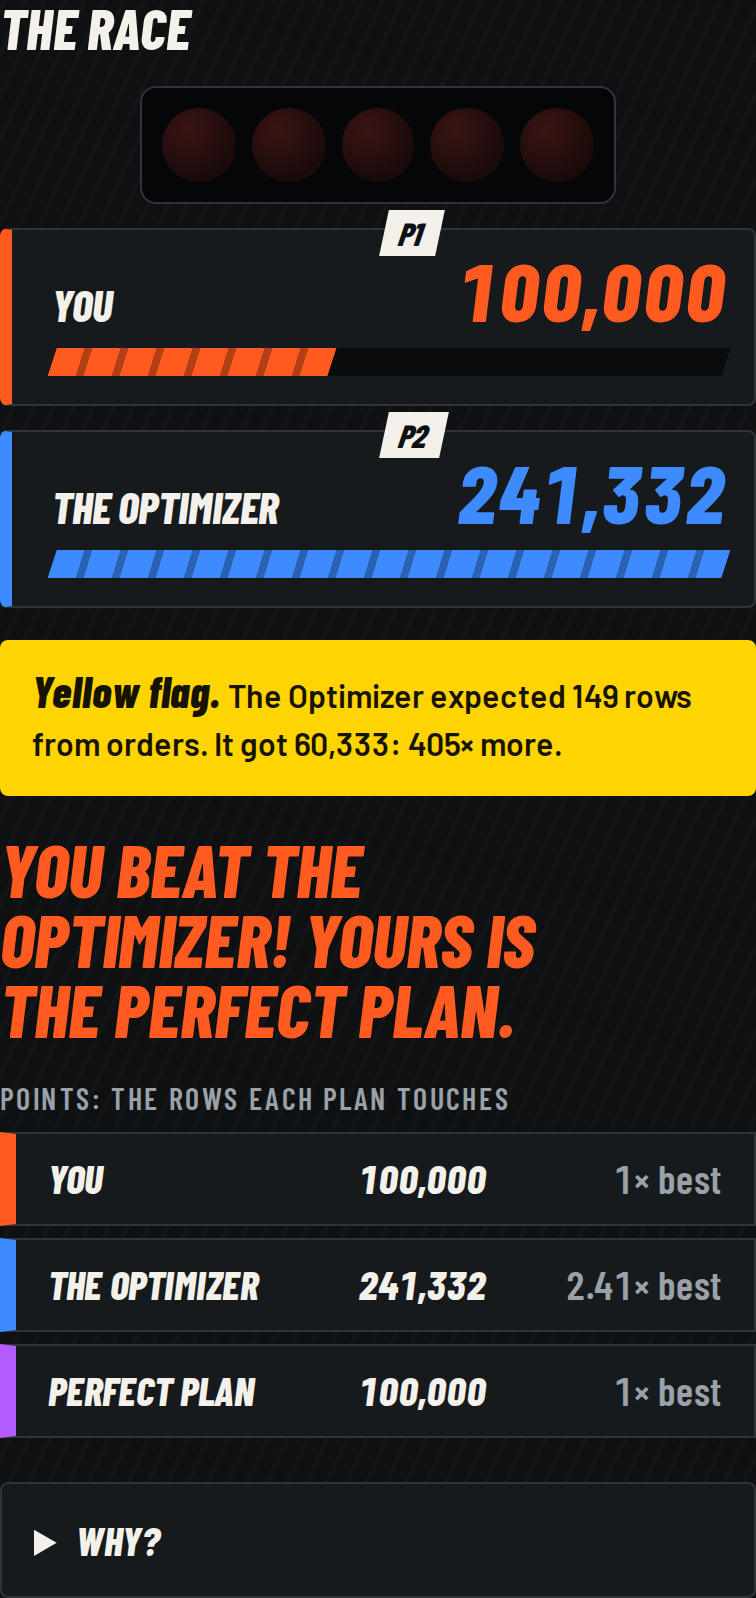 THE RACE
P1
YOU
100,000
P2
THE OPTIMIZER
241,332
Yellow flag. The Optimizer expected 149 rows
from orders. It got 60,333: 405× more.
YOU BEAT THE
OPTIMIZER! YOURS IS
THE PERFECT PLAN.
POINTS: THE ROWS EACH PLAN TOUCHES
YOU 100,000 1× best
THE OPTIMIZER 241,332 2.41× best
PERFECT PLAN 100,000 1× best
WHY?